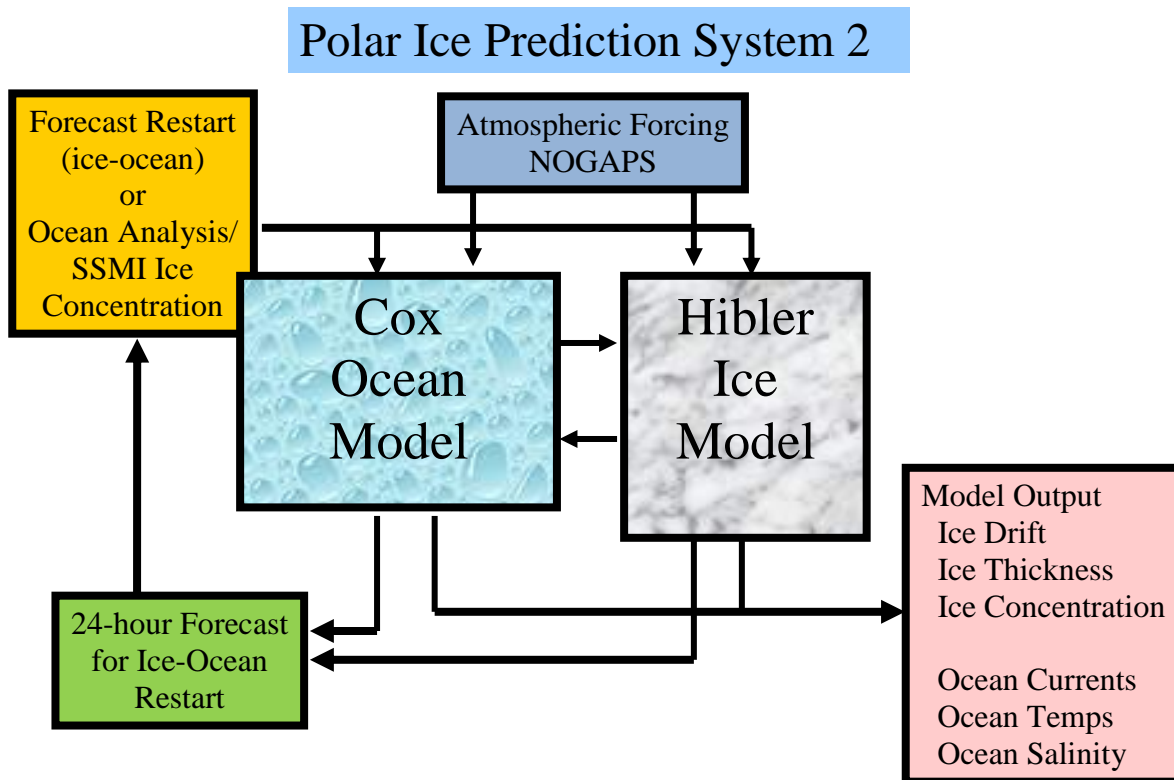 Polar Ice Prediction System 2
Forecast Restart
(ice-ocean)
or
Ocean Analysis/
SSMI Ice
Concentration
Atmospheric Forcing
NOGAPS
Cox
Ocean
Model
Hibler
Ice
Model
24-hour Forecast
for Ice-Ocean
Restart
Model Output
Ice Drift
Ice Thickness
Ice Concentration
Ocean Currents
Ocean Temps
Ocean Salinity